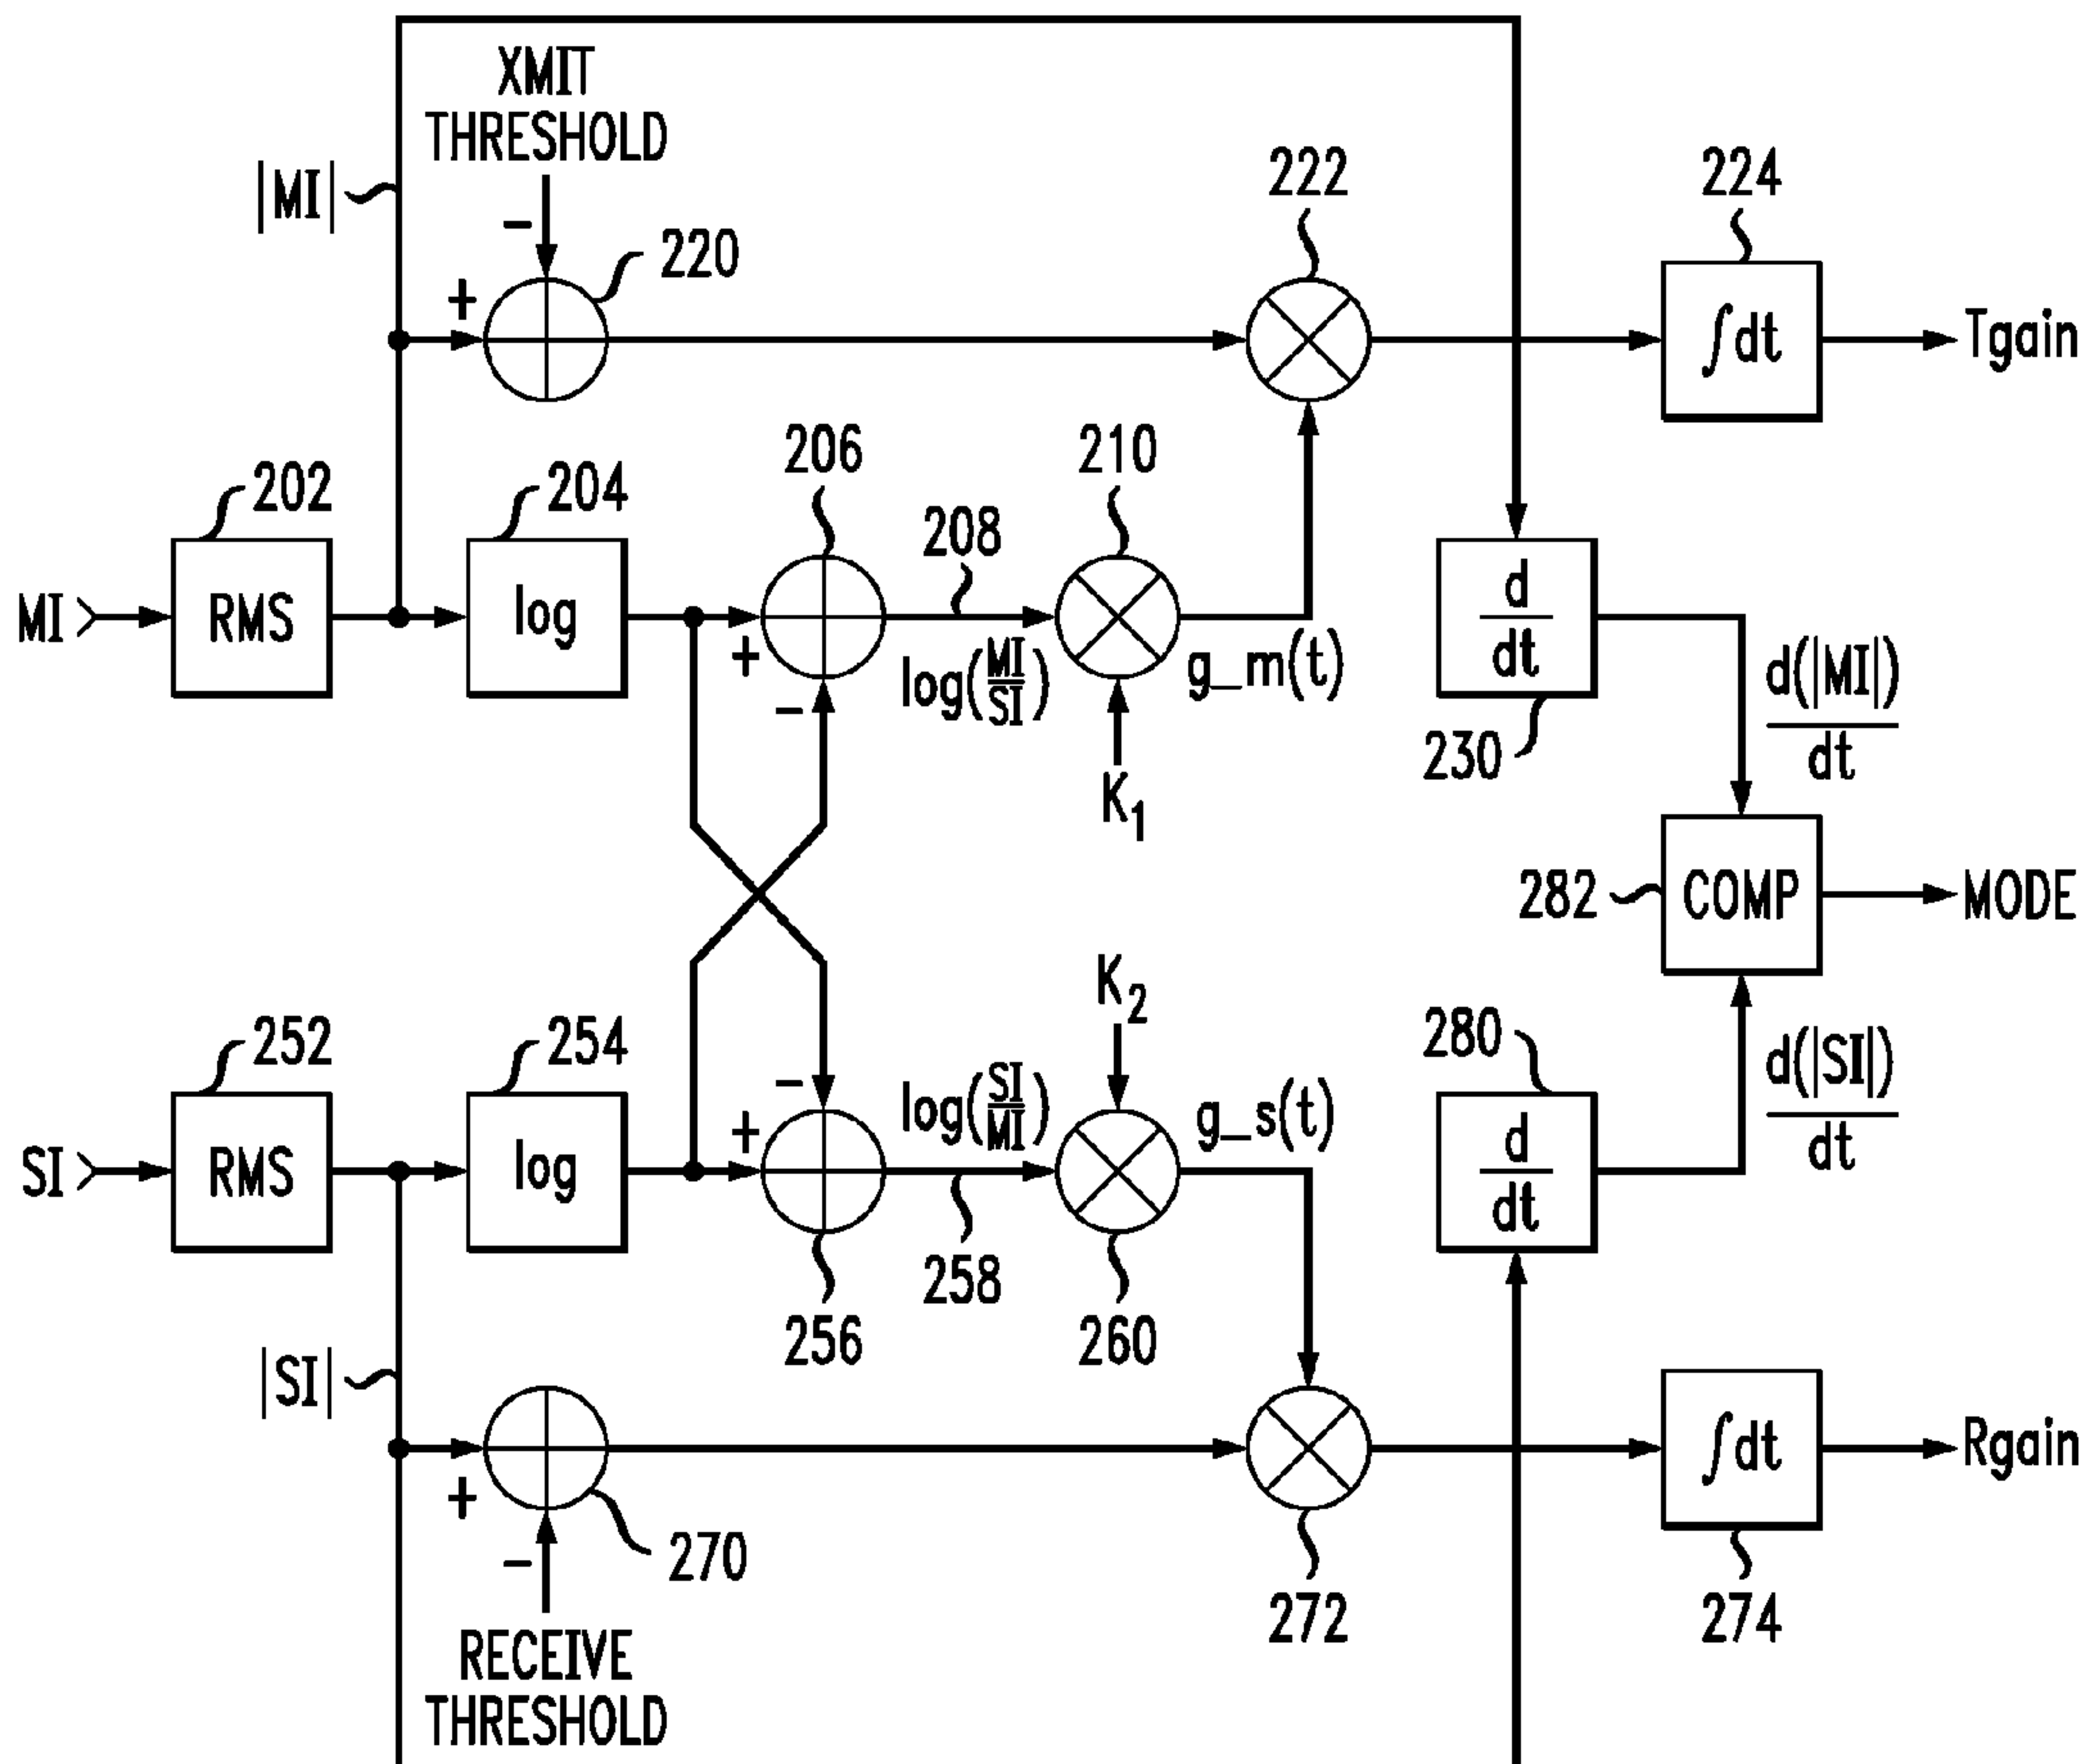 XMIT
THRESHOLD
|MI|
-
+
220
222
224
∫dt
Tgain
202
204
206
208
210
MI
RMS
log
+
-
log(MI/SI)
g_m(t)
K1
d
dt
230
d(|MI|)
dt
282
COMP
MODE
252
254
K2
280
d(|SI|)
dt
SI
RMS
log
-
+
log(SI/MI)
g_s(t)
d
dt
258
256
260
|SI|
+
-
270
272
∫dt
Rgain
274
RECEIVE
THRESHOLD